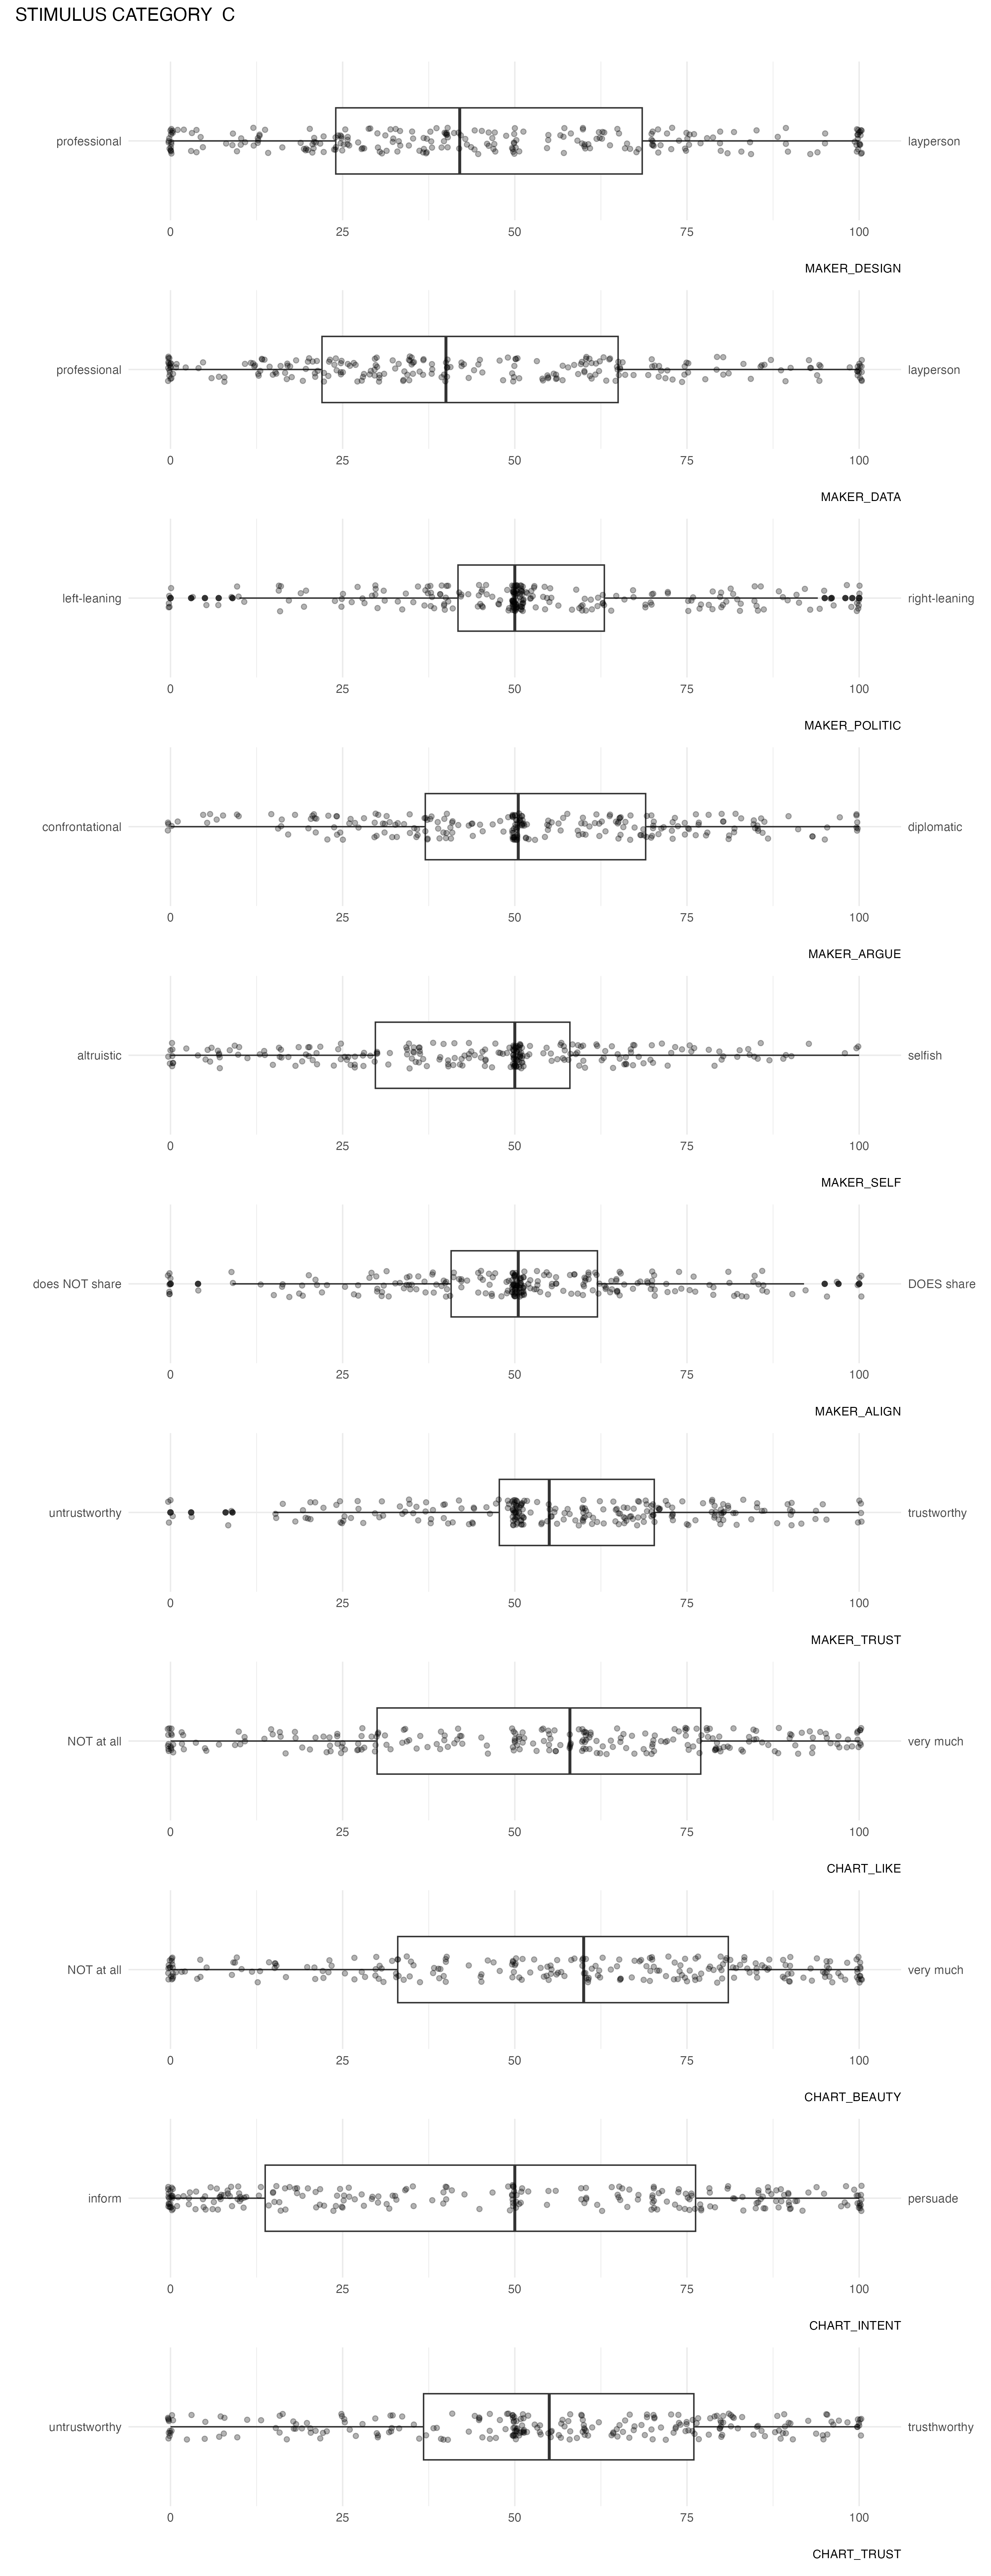 STIMULUS CATEGORY  C
professional layperson
0 25 50 75 100
MAKER_DESIGN
professional layperson
0 25 50 75 100
MAKER_DATA
left-leaning right-leaning
0 25 50 75 100
MAKER_POLITIC
confrontational diplomatic
0 25 50 75 100
MAKER_ARGUE
altruistic selfish
0 25 50 75 100
MAKER_SELF
does NOT share DOES share
0 25 50 75 100
MAKER_ALIGN
untrustworthy trustworthy
0 25 50 75 100
MAKER_TRUST
NOT at all very much
0 25 50 75 100
CHART_LIKE
NOT at all very much
0 25 50 75 100
CHART_BEAUTY
inform persuade
0 25 50 75 100
CHART_INTENT
untrustworthy trusthworthy
0 25 50 75 100
CHART_TRUST